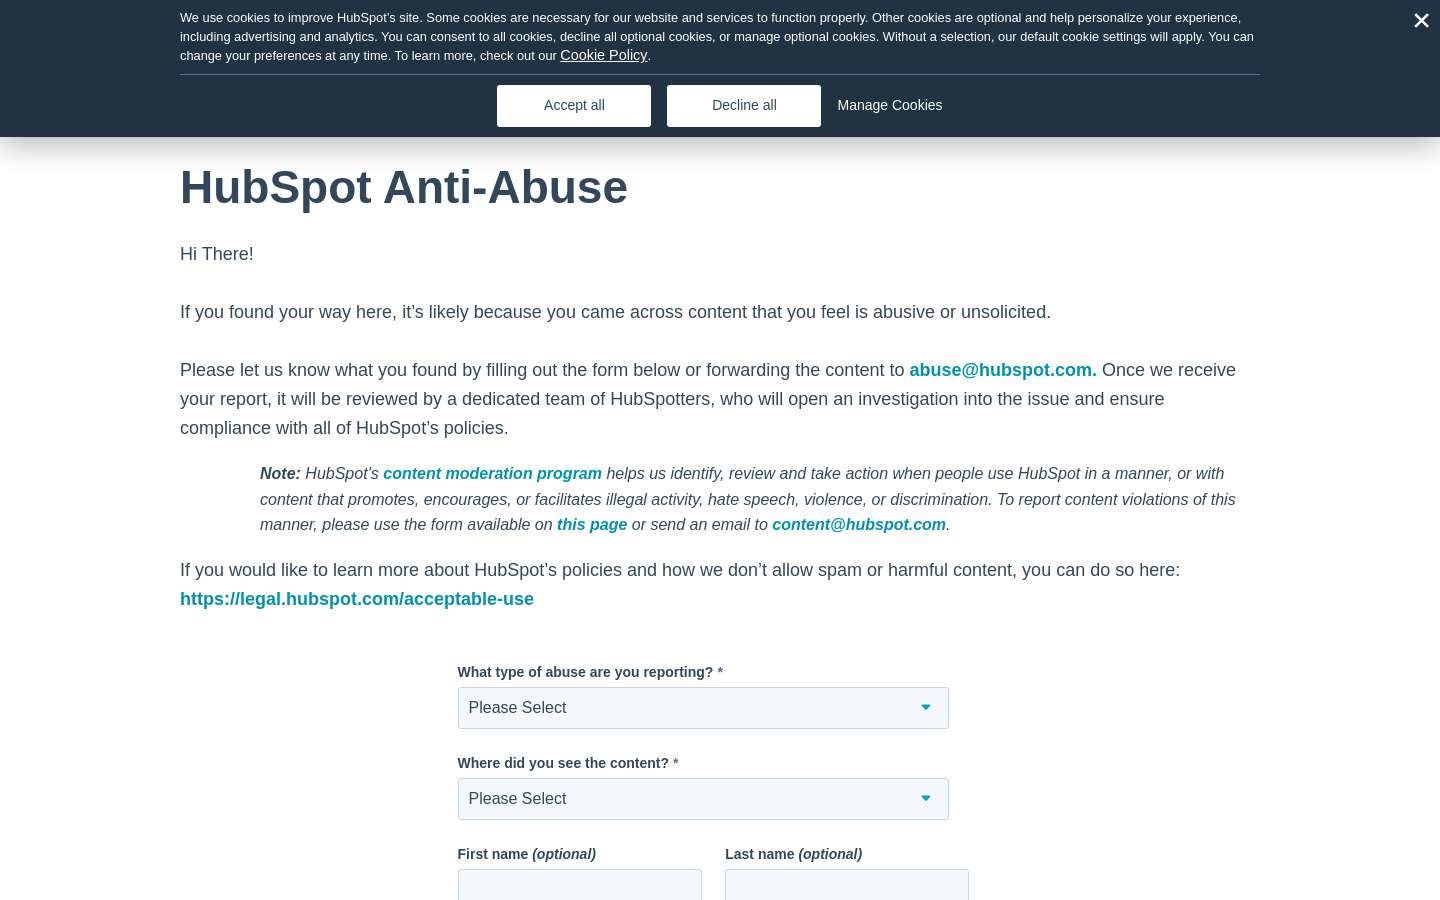 We use cookies to improve HubSpot’s site. Some cookies are necessary for our website and services to function properly. Other cookies are optional and help personalize your experience,
including advertising and analytics. You can consent to all cookies, decline all optional cookies, or manage optional cookies. Without a selection, our default cookie settings will apply. You can
change your preferences at any time. To learn more, check out our Cookie Policy.
Accept all
Decline all
Manage Cookies
HubSpot Anti-Abuse
Hi There!
If you found your way here, it’s likely because you came across content that you feel is abusive or unsolicited.
Please let us know what you found by filling out the form below or forwarding the content to abuse@hubspot.com. Once we receive
your report, it will be reviewed by a dedicated team of HubSpotters, who will open an investigation into the issue and ensure
compliance with all of HubSpot’s policies.
Note: HubSpot’s content moderation program helps us identify, review and take action when people use HubSpot in a manner, or with
content that promotes, encourages, or facilitates illegal activity, hate speech, violence, or discrimination. To report content violations of this
manner, please use the form available on this page or send an email to content@hubspot.com.
If you would like to learn more about HubSpot’s policies and how we don’t allow spam or harmful content, you can do so here:
https://legal.hubspot.com/acceptable-use
What type of abuse are you reporting? *
Please Select
Where did you see the content? *
Please Select
First name (optional)
Last name (optional)